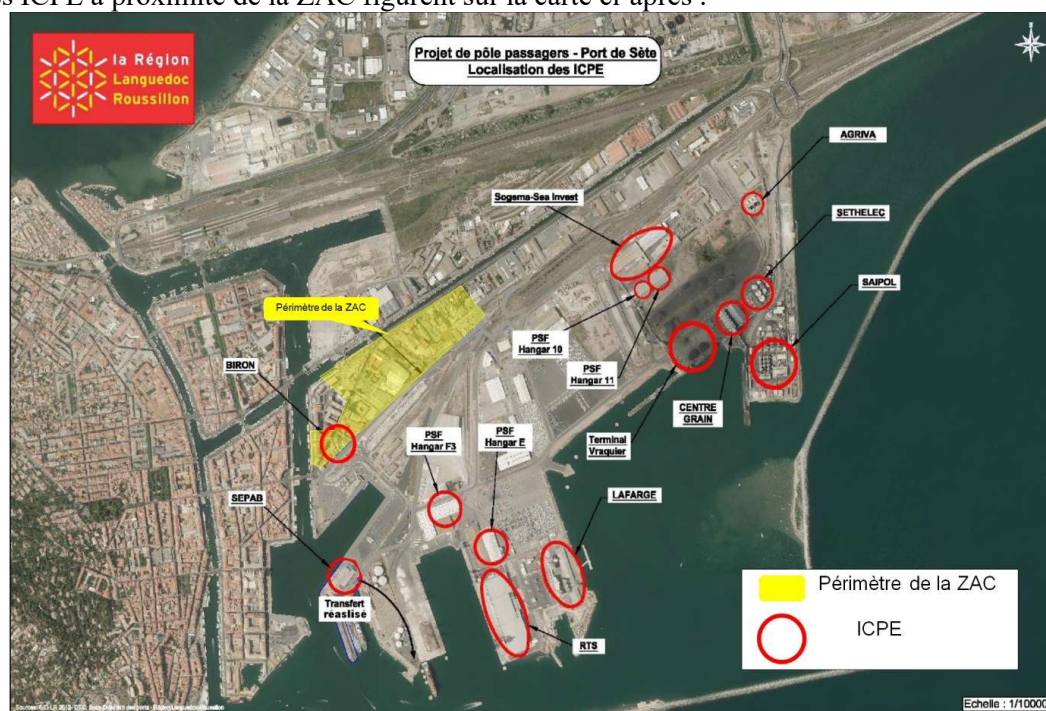 es ICPE à proximité de la ZAC figurent sur la carte ci-après :
la Région
Languedoc
Roussillon
Projet de pôle passagers - Port de Sète
Localisation des ICPE
AGRIVA
Sogema-Sea Invest
SETHELEC
SAIPOL
Périmètre de la ZAC
PSF
Hangar 10
PSF
Hangar 11
BIRON
CENTRE
GRAIN
PSF
Hangar F3
PSF
Hangar E
Terminal
Vraquier
SEPAB
LAFARGE
Transfert
réaslisé
RTS
Périmètre de la ZAC
ICPE
Echelle : 1/10000